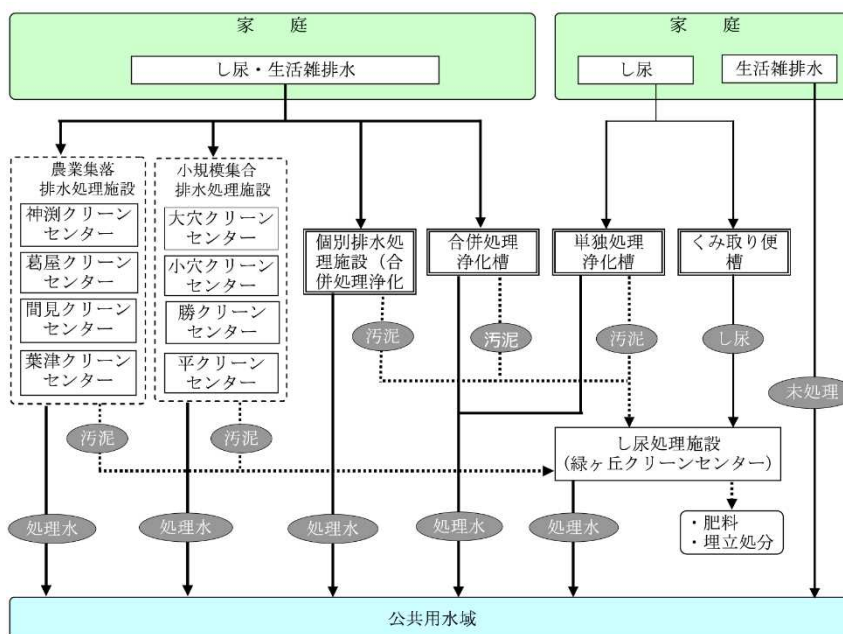 家　庭
し尿・生活雑排水
家　庭
し尿
生活雑排水
農業集落
排水処理施設
神渕クリーン
センター
葛屋クリーン
センター
間見クリーン
センター
葉津クリーン
センター
小規模集合
排水処理施設
大穴クリーン
センター
小穴クリーン
センター
勝クリーン
センター
平クリーン
センター
個別排水処
理施設（合
併処理浄化
合併処理
浄化槽
単独処理
浄化槽
くみ取り便
槽
汚泥
汚泥
汚泥
し尿
未処理
汚泥
汚泥
し尿処理施設
（緑ヶ丘クリーンセンター）
処理水
処理水
処理水
処理水
処理水
・肥料
・埋立処分
公共用水域